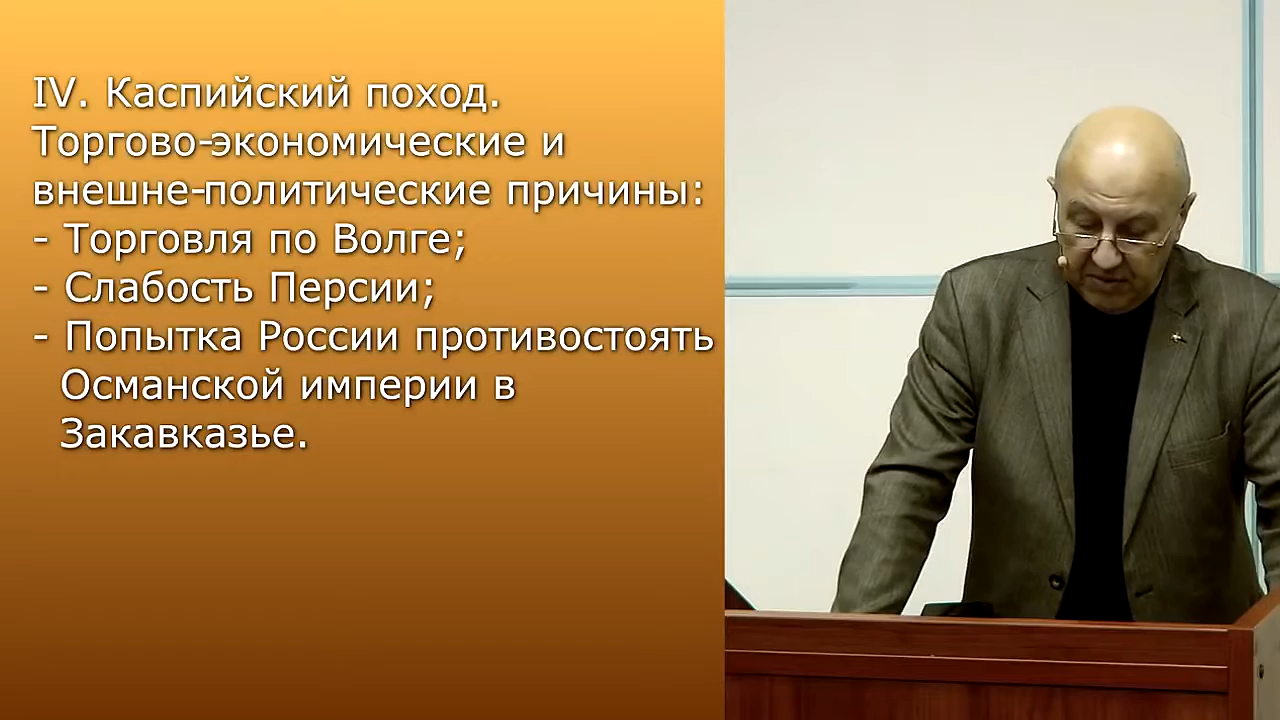 IV. Каспийский поход.
Торгово-экономические и
внешне-политические причины:
- Торговля по Волге;
- Слабость Персии;
- Попытка России противостоять
Османской империи в
Закавказье.